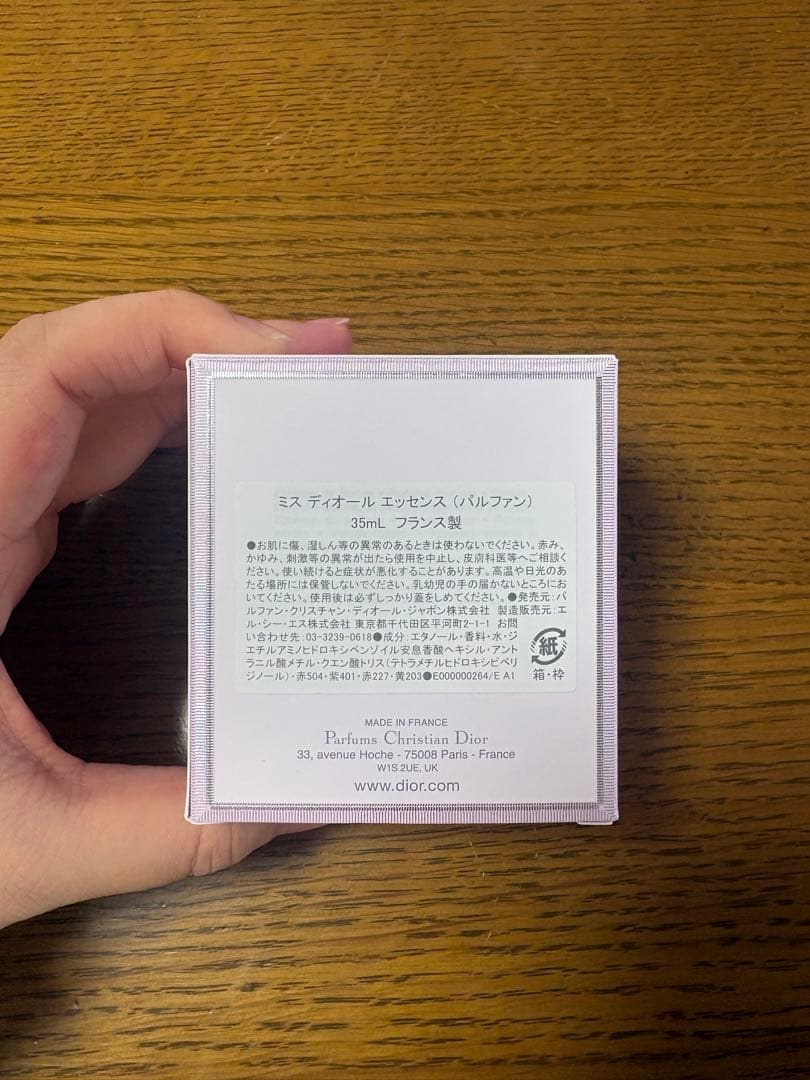 ミス ディオール エッセンス（パルファン）
35mL フランス製
●お肌に傷、湿しん等の異常のあるときは使わないでください。赤み、
かゆみ、刺激等の異常が出たら使用を中止し、皮膚科医等へご相談く
ださい。使い続けると症状が悪化することがあります。高温や日光のあ
たる場所には保管しないでください。乳幼児の手の届かないところにお
いてください。使用後は必ずしっかり蓋をしめてください。●発売元：パ
ルファン・クリスチャン・ディオール・ジャポン株式会社 製造販売元：エ
ル・シー・エス株式会社 東京都千代田区平河町2-1-1 お問
い合わせ先：03-3239-0618●成分：エタノール・香料・水・ジ
エチルアミノヒドロキシベンゾイル安息香酸ヘキシル・アント
ラニル酸メチル・クエン酸トリス（テトラメチルヒドロキシピペリ
ジノール）・赤504・紫401・赤227・黄203●E000000264/E A1
紙
箱・枠
MADE IN FRANCE
Parfums Christian Dior
33, avenue Hoche - 75008 Paris - France
W1S 2UE, UK
www.dior.com